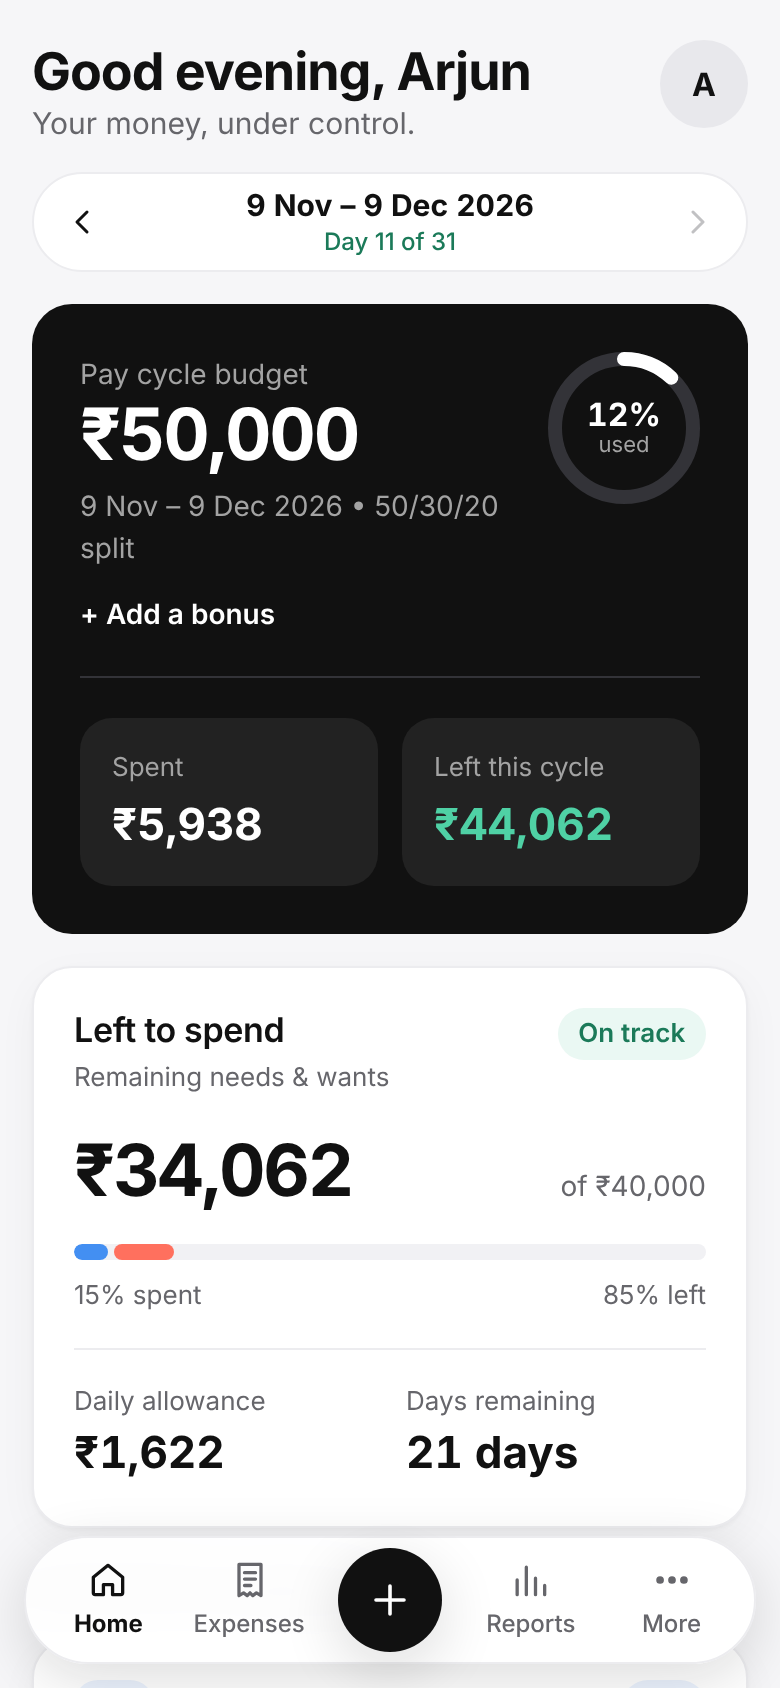 Good evening, Arjun
A
Your money, under control.
9 Nov – 9 Dec 2026
Day 11 of 31
Pay cycle budget
₹50,000
12%
used
9 Nov – 9 Dec 2026 • 50/30/20
split
+ Add a bonus
Spent
₹5,938
Left this cycle
₹44,062
Left to spend
On track
Remaining needs & wants
₹34,062
of ₹40,000
15% spent
85% left
Daily allowance
₹1,622
Days remaining
21 days
Home
Expenses
Reports
More